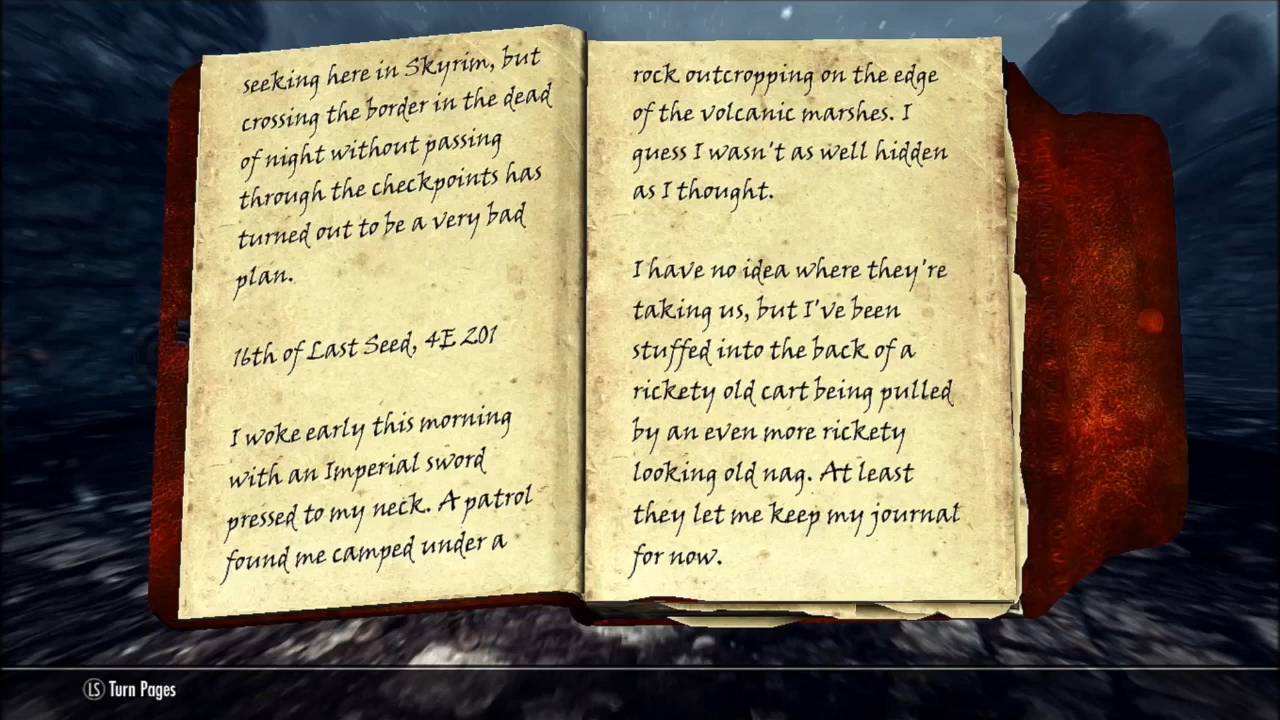 seeking here in Skyrim, but
crossing the border in the dead
of night without passing
through the checkpoints has
turned out to be a very bad
plan.
16th of Last Seed, 4E 201
I woke early this morning
with an Imperial sword
pressed to my neck. A patrol
found me camped under a
rock outcropping on the edge
of the volcanic marshes. I
guess I wasn't as well hidden
as I thought.
I have no idea where they're
taking us, but I've been
stuffed into the back of a
rickety old cart being pulled
by an even more rickety
looking old nag. At least
they let me keep my journal
for now.
LS Turn Pages